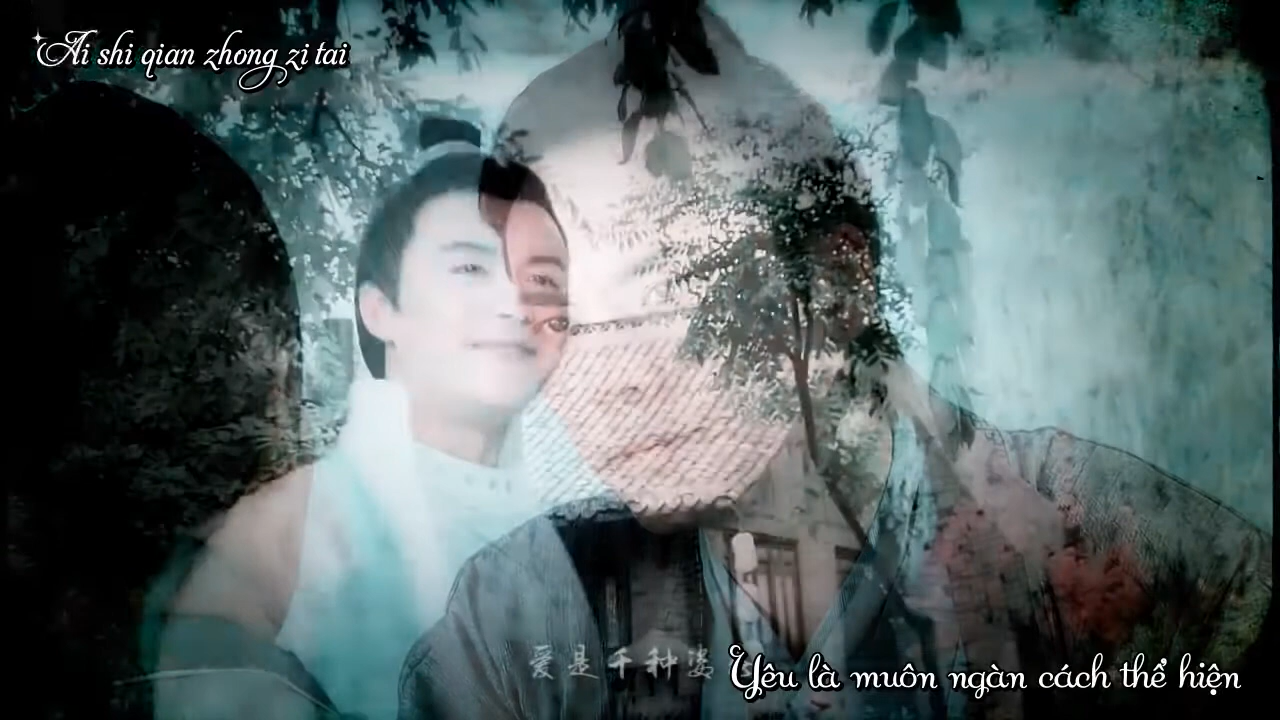 Ai shi qian zhong zi tai
爱是千种姿
Yêu là muôn ngàn cách thể hiện